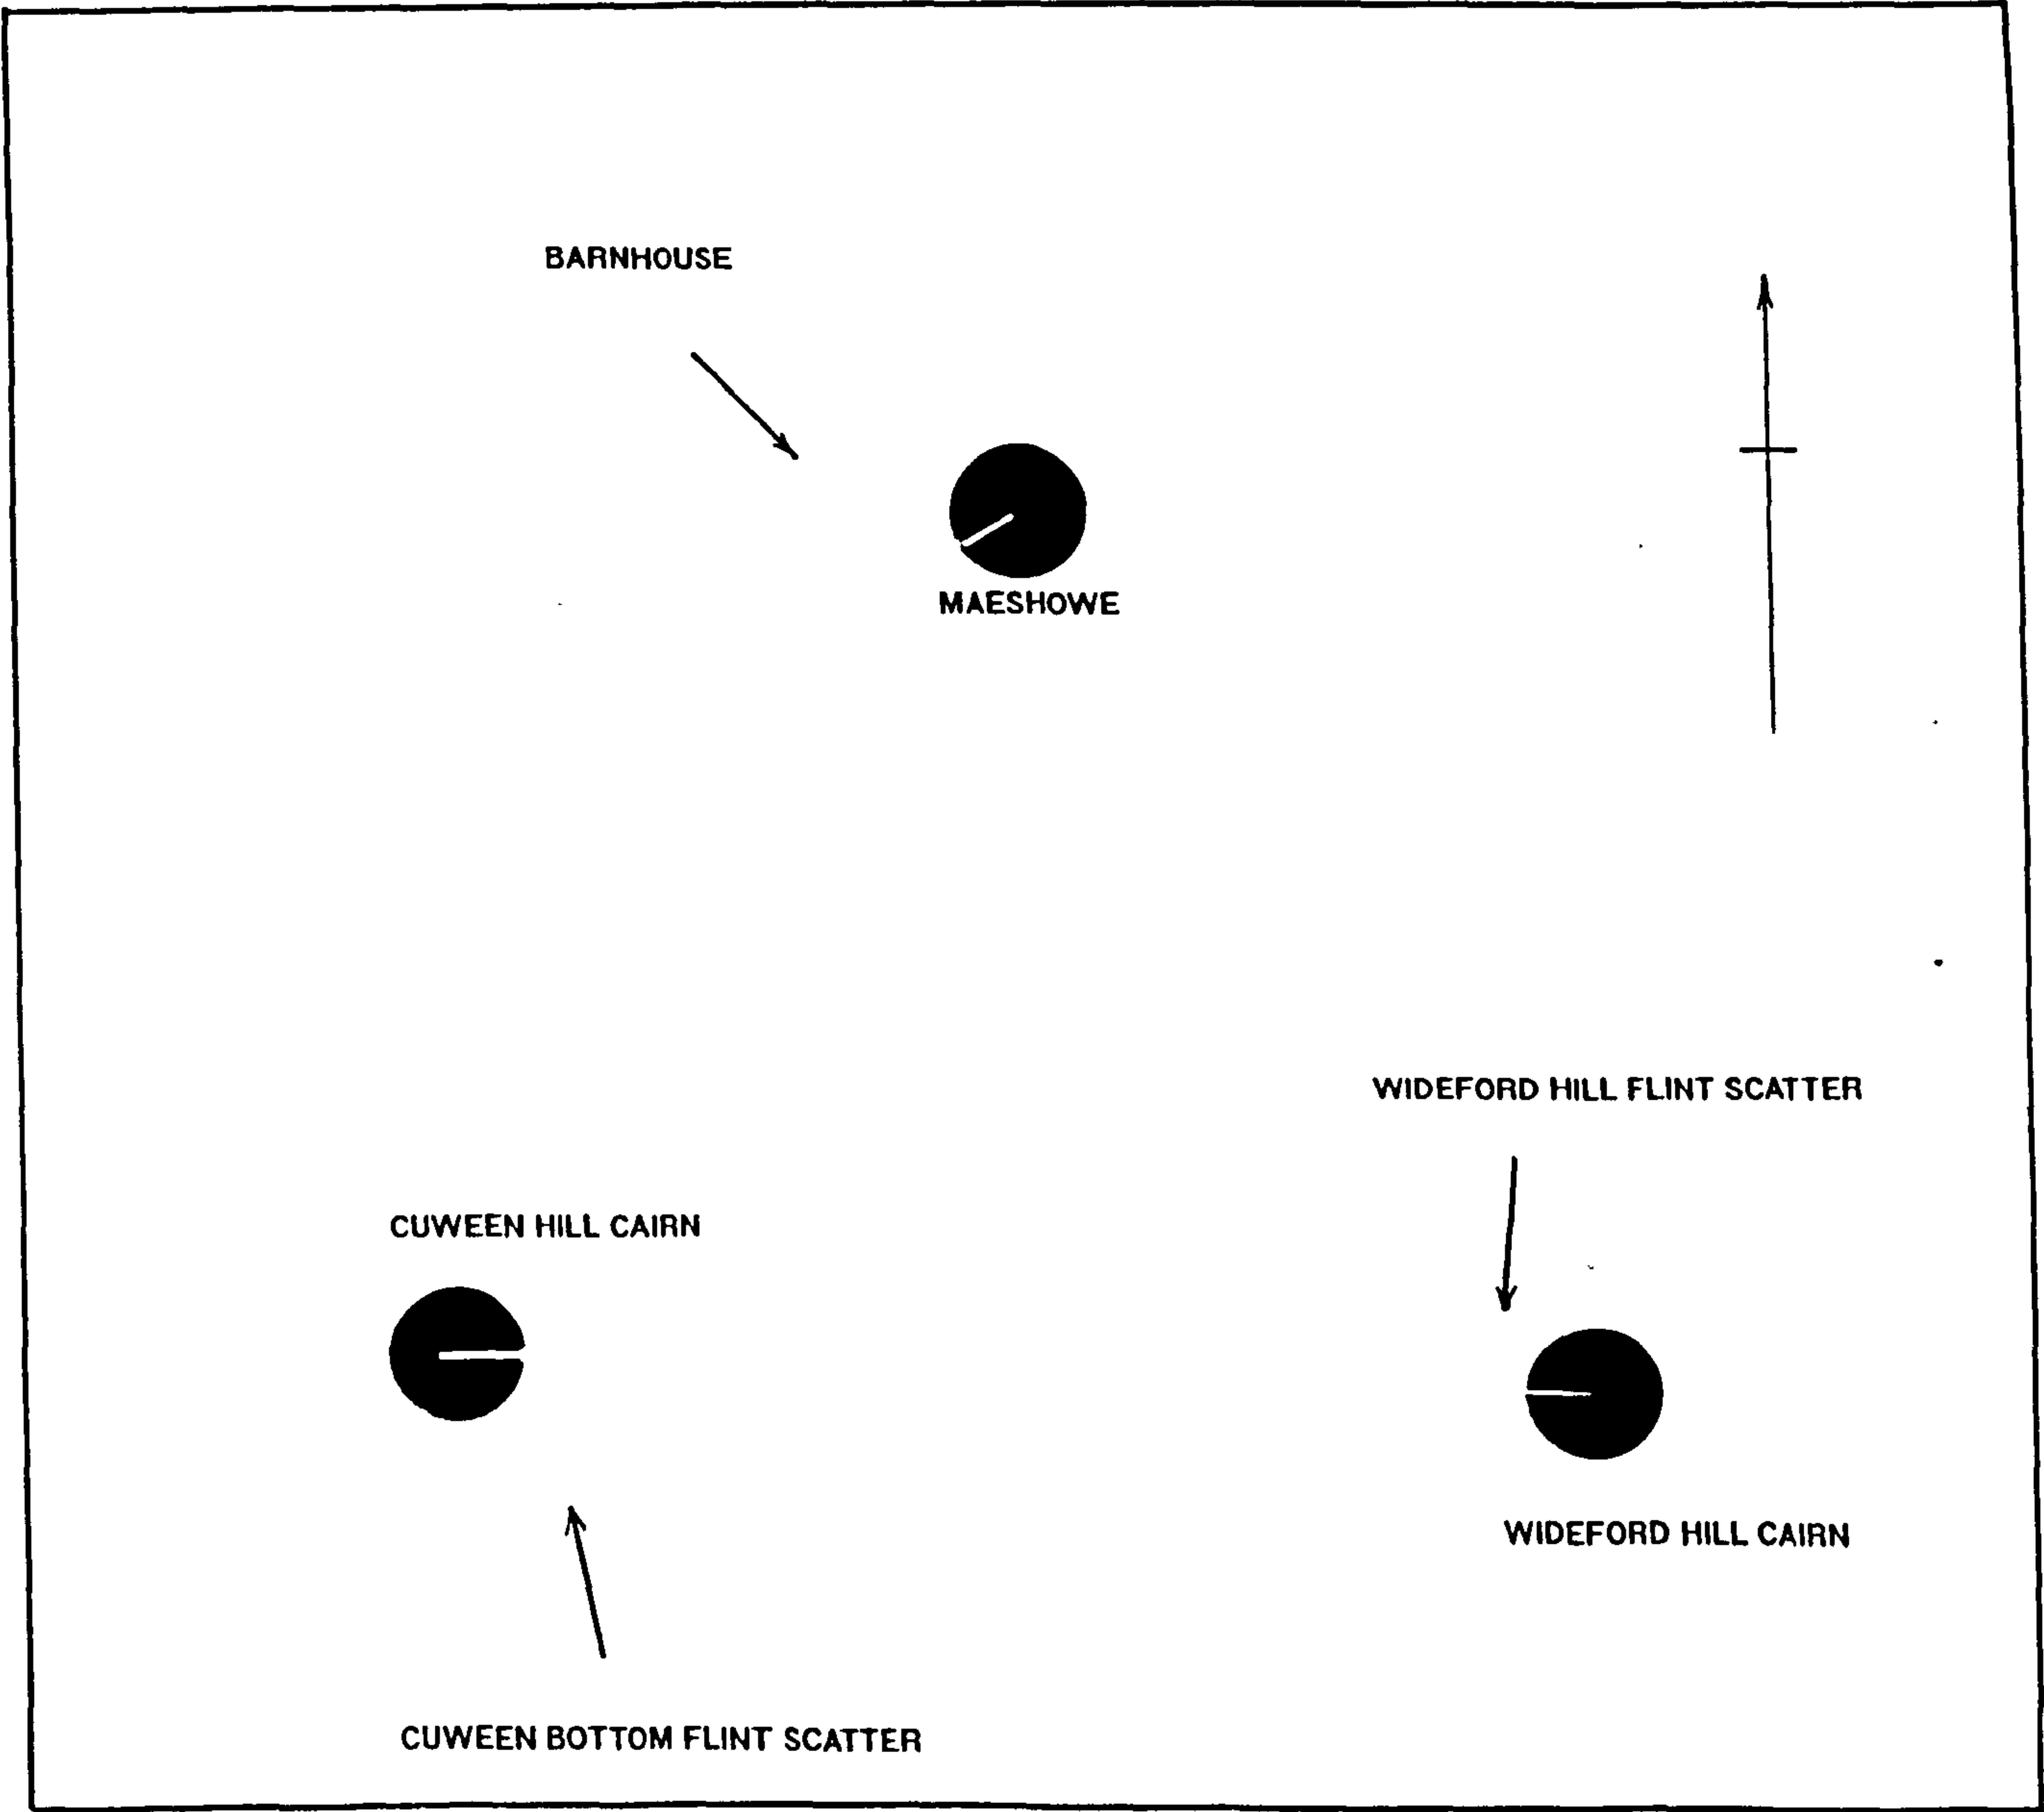 BARNHOUSE
MAESHOWE
WIDEFORD HILL FLINT SCATTER
CUWEEN HILL CAIRN
WIDEFORD HILL CAIRN
CUWEEN BOTTOM FLINT SCATTER